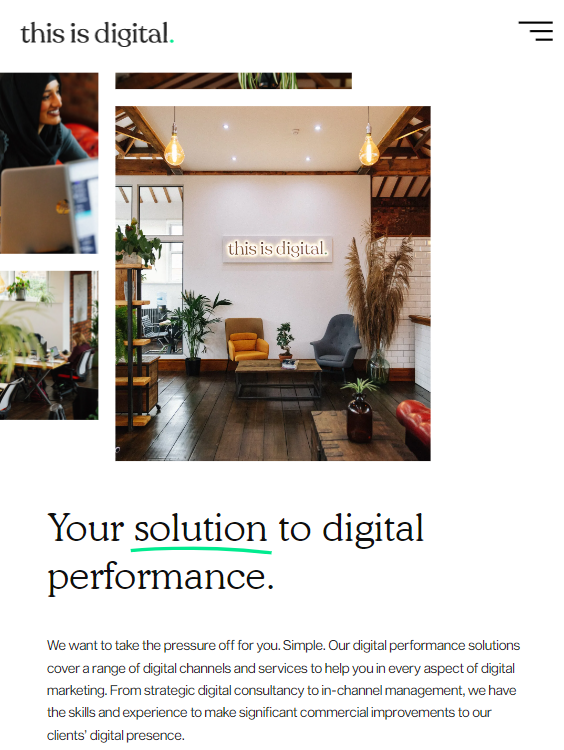 this is digital.
this is digital.
Your solution to digital
performance.
We want to take the pressure off for you. Simple. Our digital performance solutions
cover a range of digital channels and services to help you in every aspect of digital
marketing. From strategic digital consultancy to in-channel management, we have
the skills and experience to make significant commercial improvements to our
clients’ digital presence.